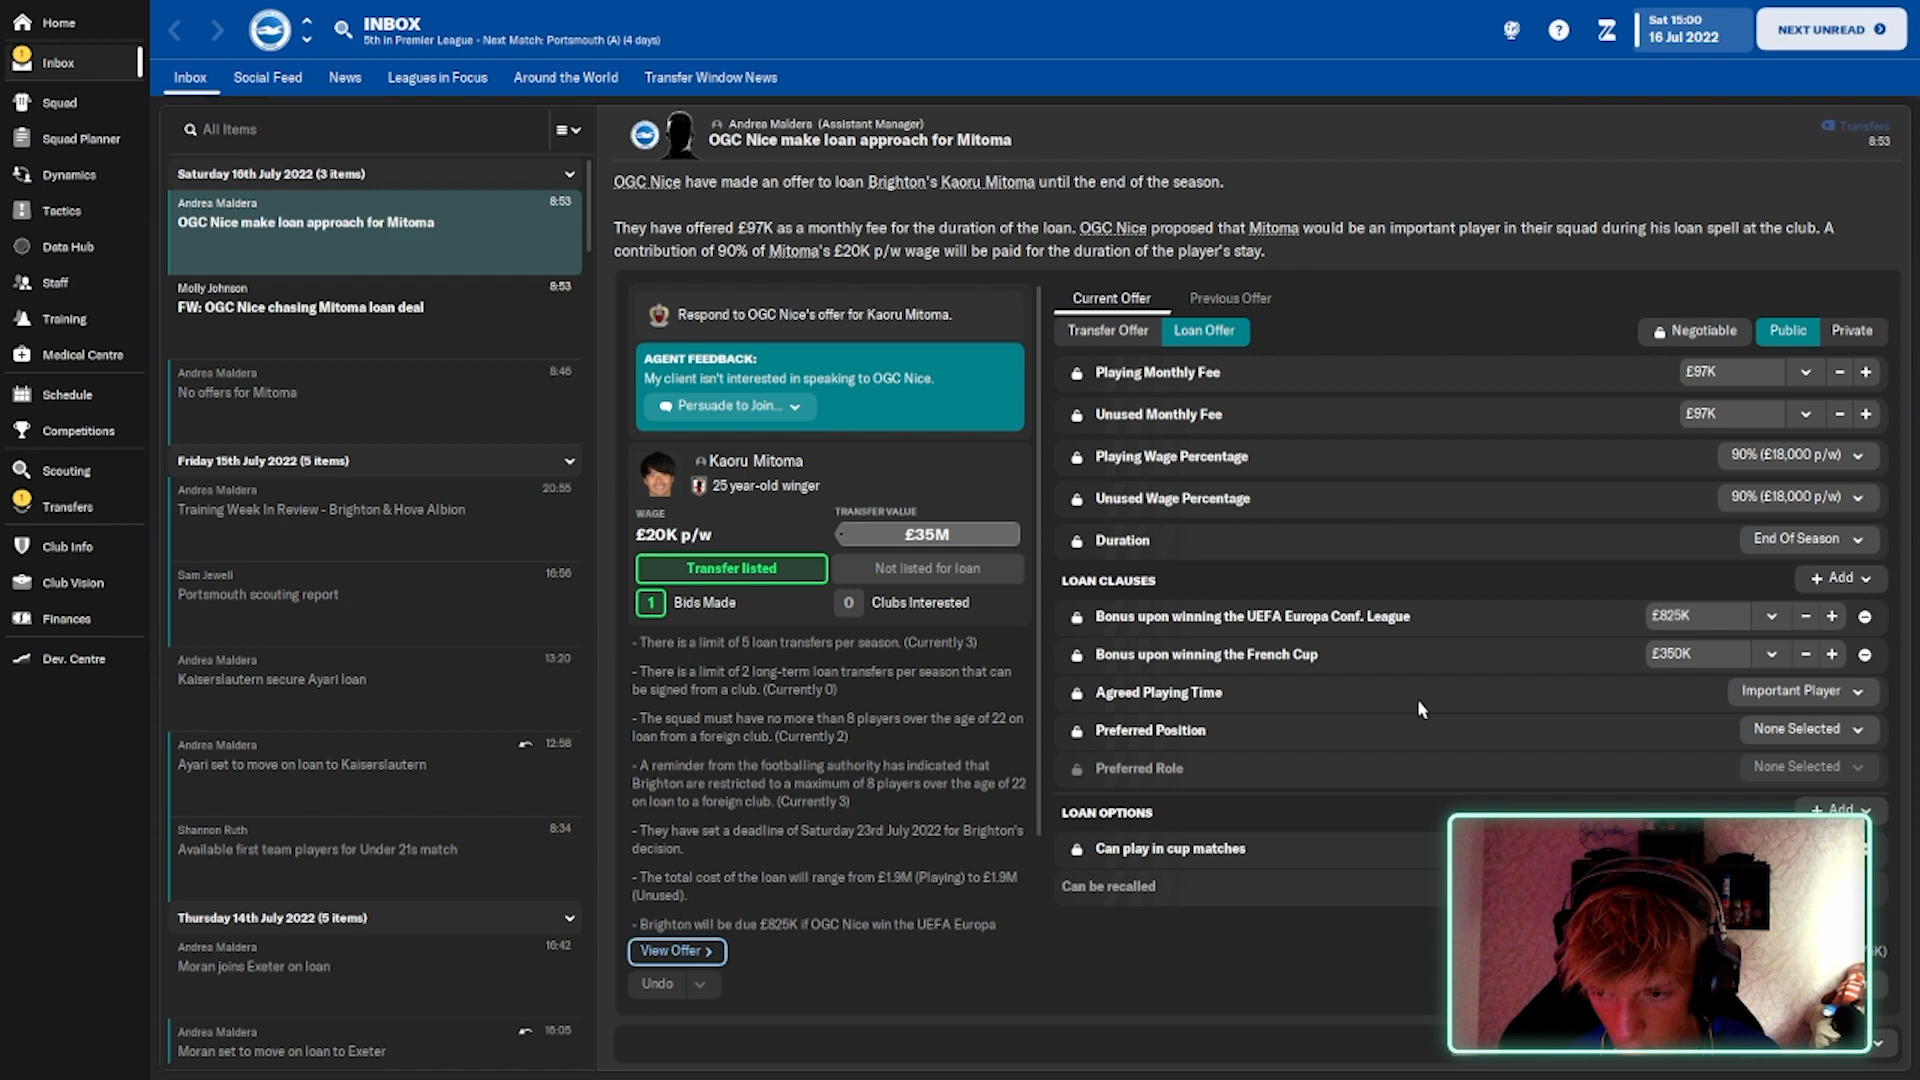 Home
Inbox
Squad
Squad Planner
Dynamics
Tactics
Data Hub
Staff
Training
Medical Centre
Schedule
Competitions
Scouting
Transfers
Club Info
Club Vision
Finances
Dev. Centre
1
1
INBOX
5th in Premier League - Next Match: Portsmouth (A) (4 days)
Sat 15:00
16 Jul 2022
NEXT UNREAD
Inbox
Social Feed
News
Leagues in Focus
Around the World
Transfer Window News
All Items
Saturday 16th July 2022 (3 items)
Andrea Maldera 8:53
OGC Nice make loan approach for Mitoma
Molly Johnson 8:53
FW: OGC Nice chasing Mitoma loan deal
Andrea Maldera 8:46
No offers for Mitoma
Friday 15th July 2022 (5 items)
Andrea Maldera 20:55
Training Week In Review - Brighton & Hove Albion
Sam Jewell 16:56
Portsmouth scouting report
Andrea Maldera 13:20
Kaiserslautern secure Ayari loan
Andrea Maldera 12:58
Ayari set to move on loan to Kaiserslautern
Shannon Ruth 8:34
Available first team players for Under 21s match
Thursday 14th July 2022 (5 items)
Andrea Maldera 16:42
Moran joins Exeter on loan
Andrea Maldera 16:05
Moran set to move on loan to Exeter
Andrea Maldera (Assistant Manager)
OGC Nice make loan approach for Mitoma
Transfers
8:53
OGC Nice have made an offer to loan Brighton's Kaoru Mitoma until the end of the season.
They have offered £97K as a monthly fee for the duration of the loan. OGC Nice proposed that Mitoma would be an important player in their squad during his loan spell at the club. A
contribution of 90% of Mitoma's £20K p/w wage will be paid for the duration of the player's stay.
Respond to OGC Nice's offer for Kaoru Mitoma.
AGENT FEEDBACK:
My client isn't interested in speaking to OGC Nice.
Persuade to Join...
Kaoru Mitoma
25 year-old winger
WAGE
£20K p/w
TRANSFER VALUE
£35M
Transfer listed
Not listed for loan
1 Bids Made
0 Clubs Interested
- There is a limit of 5 loan transfers per season. (Currently 3)
- There is a limit of 2 long-term loan transfers per season that can
be signed from a club. (Currently 0)
- The squad must have no more than 8 players over the age of 22 on
loan from a foreign club. (Currently 2)
- A reminder from the footballing authority has indicated that
Brighton are restricted to a maximum of 8 players over the age of 22
on loan to a foreign club. (Currently 3)
- They have set a deadline of Saturday 23rd July 2022 for Brighton's
decision.
- The total cost of the loan will range from £1.9M (Playing) to £1.9M
(Unused).
- Brighton will be due £825K if OGC Nice win the UEFA Europa
View Offer
Undo
Current Offer
Previous Offer
Transfer Offer
Loan Offer
Negotiable
Public
Private
Playing Monthly Fee £97K
Unused Monthly Fee £97K
Playing Wage Percentage 90% (£18,000 p/w)
Unused Wage Percentage 90% (£18,000 p/w)
Duration End Of Season
LOAN CLAUSES + Add
Bonus upon winning the UEFA Europa Conf. League £825K
Bonus upon winning the French Cup £350K
Agreed Playing Time Important Player
Preferred Position None Selected
Preferred Role None Selected
LOAN OPTIONS + Add
Can play in cup matches
Can be recalled